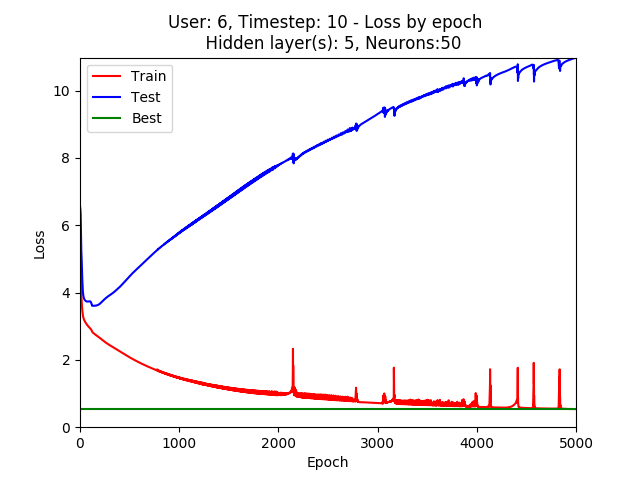 User: 6, Timestep: 10 - Loss by epoch
Hidden layer(s): 5, Neurons:50
Train
Test
Best
10
8
6
4
2
0
Loss
0 1000 2000 3000 4000 5000
Epoch